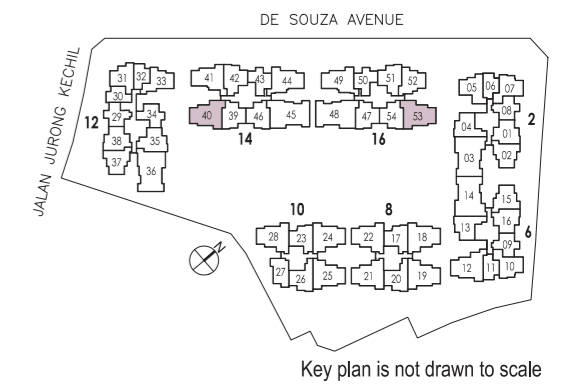 DE SOUZA AVENUE
JALAN JURONG KECHIL
31 32 33
30
29 34
12
38 35
37
36
41 42 43 44
40 39 46 45
14
49 50 51 52
48 47 54 53
16
05 06 07
08
2
04 01
03 02
14 15
16
13
6
09
12 11 10
10
28 23 24
27 26 25
8
22 17 18
21 20 19
N
Key plan is not drawn to scale